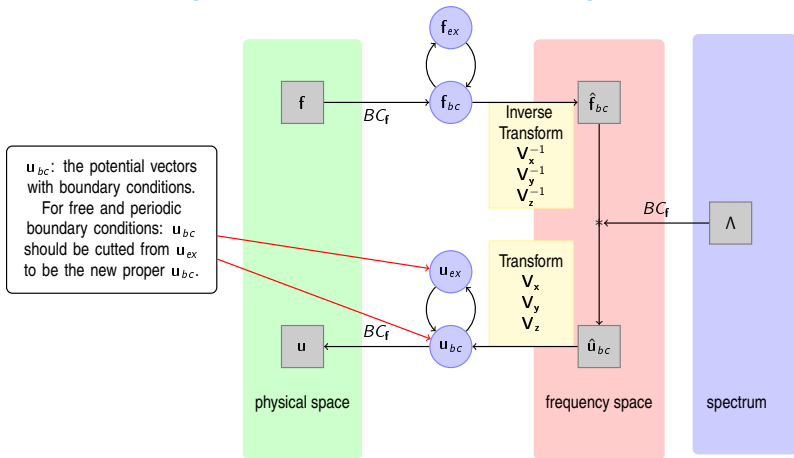 f_ex
f
BC_f
f_bc
f̂_bc
Inverse
Transform
V_x^{-1}
V_y^{-1}
V_z^{-1}
u_bc: the potential vectors
with boundary conditions.
For free and periodic
boundary conditions: u_bc
should be cutted from u_ex
to be the new proper u_bc.
*
BC_f
Λ
u_ex
Transform
V_x
V_y
V_z
u
BC_f
u_bc
û_bc
physical space
frequency space
spectrum